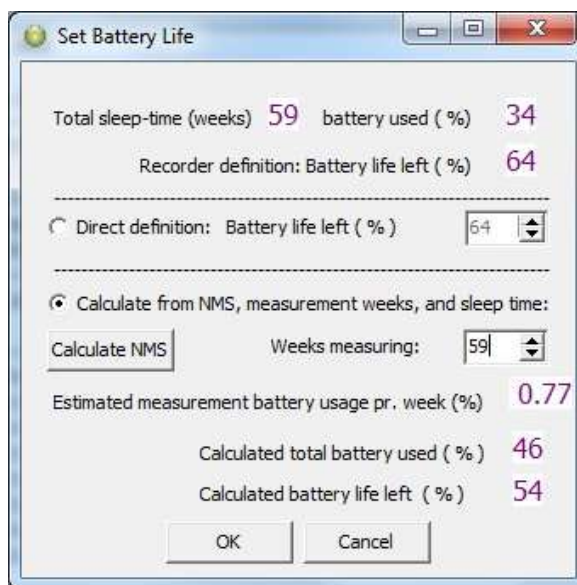 Set Battery Life
Total sleep-time (weeks) 59 battery used ( %) 34
Recorder definition: Battery life left ( %) 64
Direct definition: Battery life left ( % ) 64
Calculate from NMS, measurement weeks, and sleep time:
Calculate NMS Weeks measuring: 59
Estimated measurement battery usage pr. week (%) 0.77
Calculated total battery used ( % ) 46
Calculated battery life left ( % ) 54
OK Cancel